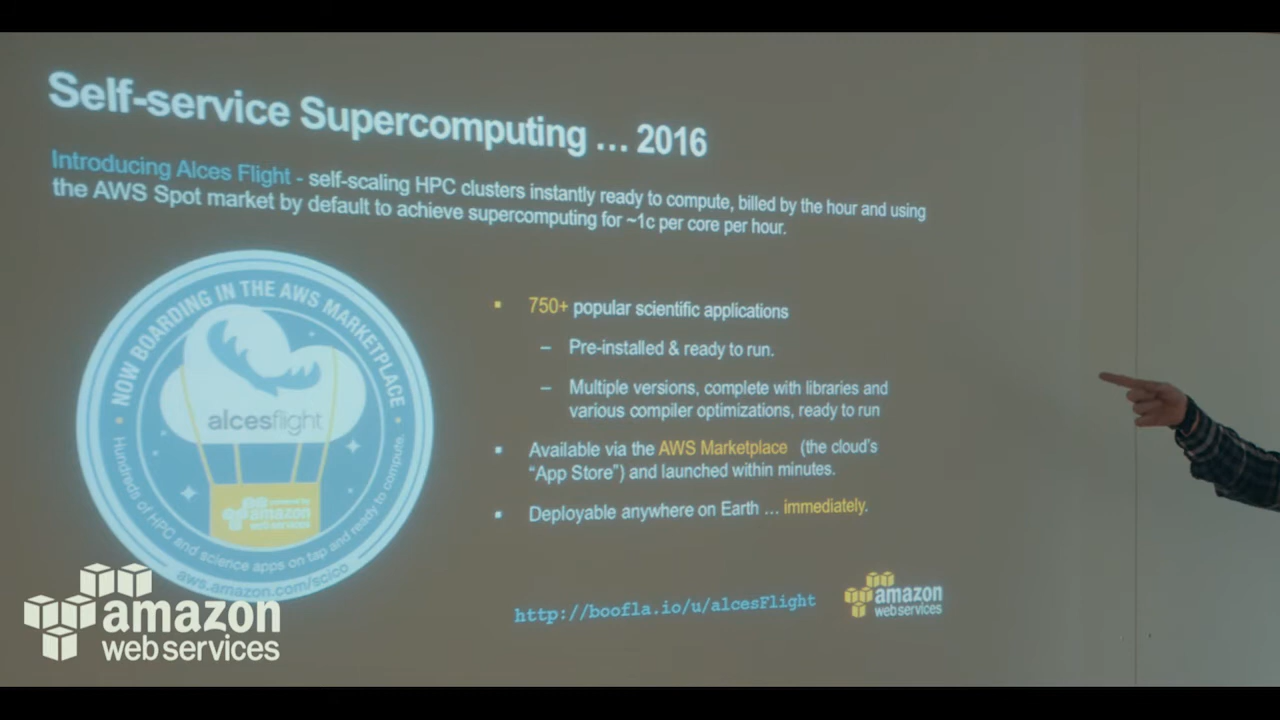 Self-service Supercomputing ... 2016
Introducing Alces Flight - self-scaling HPC clusters instantly ready to compute, billed by the hour and using
the AWS Spot market by default to achieve supercomputing for ~1c per core per hour.
NOW BOARDING IN THE AWS MARKETPLACE
alcesflight
powered by
amazon
web services
Hundreds of HPC and science apps on tap and ready to compute.
aws.amazon.com/scico
750+ popular scientific applications
– Pre-installed & ready to run.
– Multiple versions, complete with libraries and
various compiler optimizations, ready to run
Available via the AWS Marketplace (the cloud's
"App Store") and launched within minutes.
Deployable anywhere on Earth ... immediately.
http://boofla.io/u/alcesFlight
amazon
web services
amazon
web services